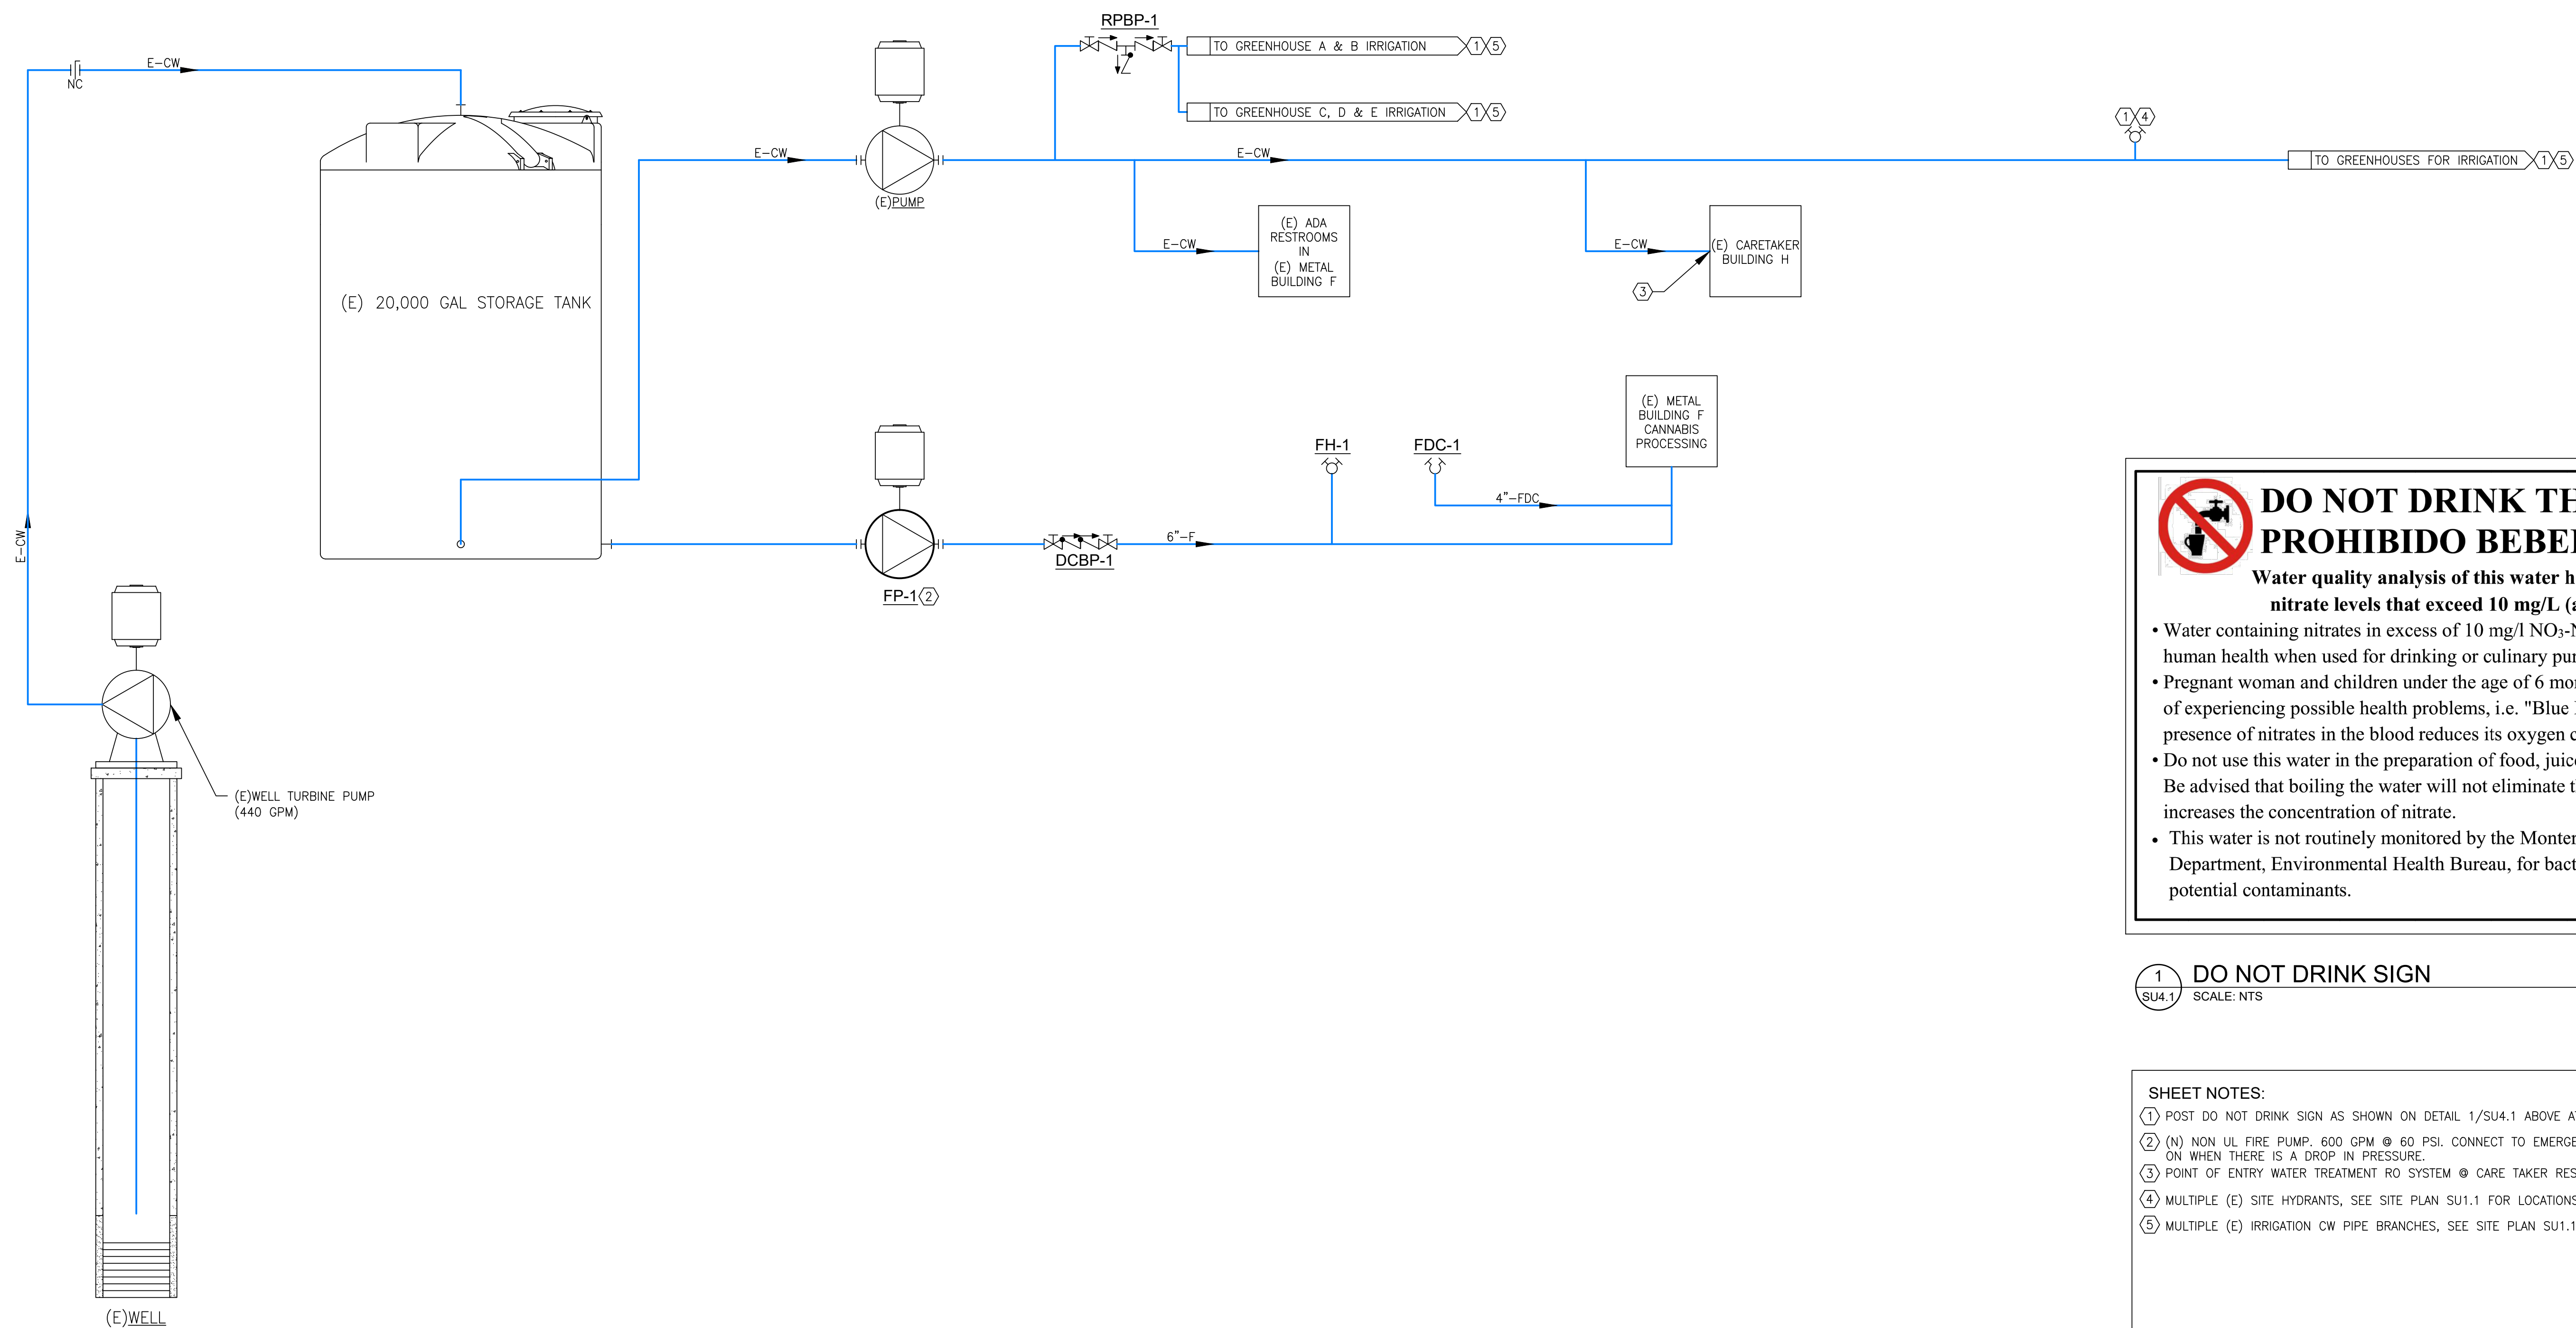 RPBP-1
TO GREENHOUSE A & B IRRIGATION
1
5
E-CW
NC
TO GREENHOUSE C, D & E IRRIGATION
1
5
1
4
E-CW
E-CW
TO GREENHOUSES FOR IRRIGATION
1
5
(E)PUMP
(E) ADA
RESTROOMS
IN
(E) METAL
BUILDING F
E-CW
E-CW
(E) CARETAKER
BUILDING H
3
(E) 20,000 GAL STORAGE TANK
(E) METAL
BUILDING F
CANNABIS
PROCESSING
FH-1
FDC-1
4"-FDC
6"-F
DCBP-1
FP-1
2
E-CW
(E)WELL TURBINE PUMP
(440 GPM)
(E)WELL
DO NOT DRINK TH
PROHIBIDO BEBE
Water quality analysis of this water h
nitrate levels that exceed 10 mg/L (a
• Water containing nitrates in excess of 10 mg/l NO₃-N
human health when used for drinking or culinary pur
• Pregnant woman and children under the age of 6 mon
of experiencing possible health problems, i.e. "Blue
presence of nitrates in the blood reduces its oxygen c
• Do not use this water in the preparation of food, juice
Be advised that boiling the water will not eliminate t
increases the concentration of nitrate.
• This water is not routinely monitored by the Monter
Department, Environmental Health Bureau, for bact
potential contaminants.
1
SU4.1
DO NOT DRINK SIGN
SCALE: NTS
SHEET NOTES:
1 POST DO NOT DRINK SIGN AS SHOWN ON DETAIL 1/SU4.1 ABOVE A
2 (N) NON UL FIRE PUMP. 600 GPM @ 60 PSI. CONNECT TO EMERGE
ON WHEN THERE IS A DROP IN PRESSURE.
3 POINT OF ENTRY WATER TREATMENT RO SYSTEM @ CARE TAKER RES
4 MULTIPLE (E) SITE HYDRANTS, SEE SITE PLAN SU1.1 FOR LOCATIONS
5 MULTIPLE (E) IRRIGATION CW PIPE BRANCHES, SEE SITE PLAN SU1.1